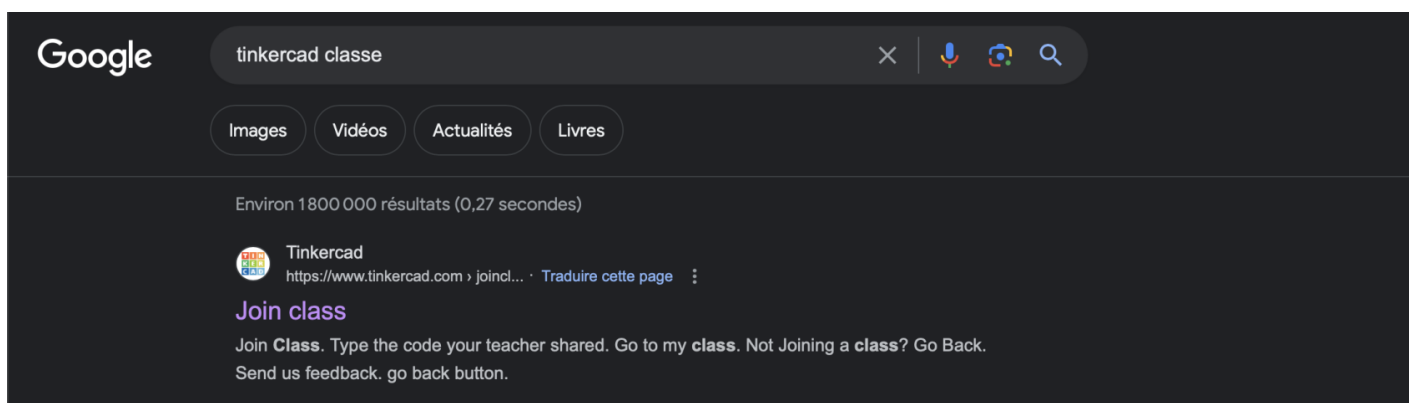 Google
tinkercad classe
Images Vidéos Actualités Livres
Environ 1 800 000 résultats (0,27 secondes)
Tinkercad
https://www.tinkercad.com › joincl... · Traduire cette page
Join class
Join Class. Type the code your teacher shared. Go to my class. Not Joining a class? Go Back.
Send us feedback. go back button.